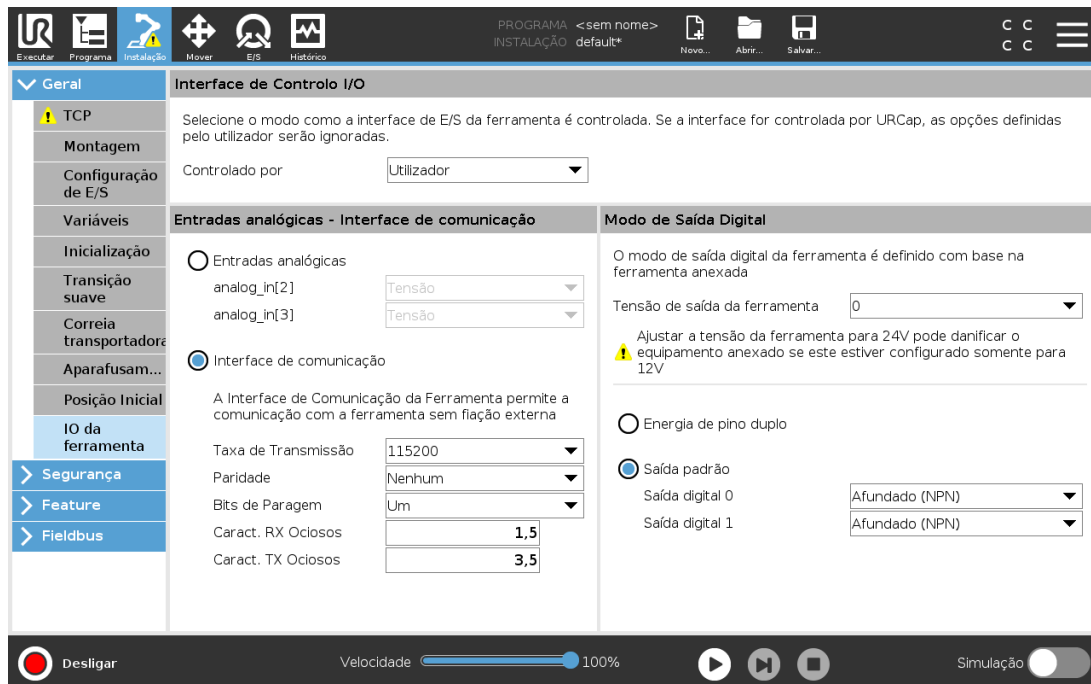 PROGRAMA <sem nome>
INSTALAÇÃO default*
C C
C C
UR
Executar Programa Instalação Mover E/S Histórico Novo... Abrir... Salvar...
Geral
TCP
Montagem
Configuração
de E/S
Variáveis
Inicialização
Transição
suave
Correia
transportadora
Aparafusam...
Posição Inicial
IO da
ferramenta
Segurança
Feature
Fieldbus
Interface de Controlo I/O
Selecione o modo como a interface de E/S da ferramenta é controlada. Se a interface for controlada por URCap, as opções definidas
pelo utilizador serão ignoradas.
Controlado por Utilizador
Entradas analógicas - Interface de comunicação
Entradas analógicas
analog_in[2] Tensão
analog_in[3] Tensão
Interface de comunicação
A Interface de Comunicação da Ferramenta permite a
comunicação com a ferramenta sem fiação externa
Taxa de Transmissão 115200
Paridade Nenhum
Bits de Paragem Um
Caract. RX Ociosos 1,5
Caract. TX Ociosos 3,5
Modo de Saída Digital
O modo de saída digital da ferramenta é definido com base na
ferramenta anexada
Tensão de saída da ferramenta 0
Ajustar a tensão da ferramenta para 24V pode danificar o
equipamento anexado se este estiver configurado somente para
12V
Energia de pino duplo
Saída padrão
Saída digital 0 Afundado (NPN)
Saída digital 1 Afundado (NPN)
Desligar Velocidade 100% Simulação